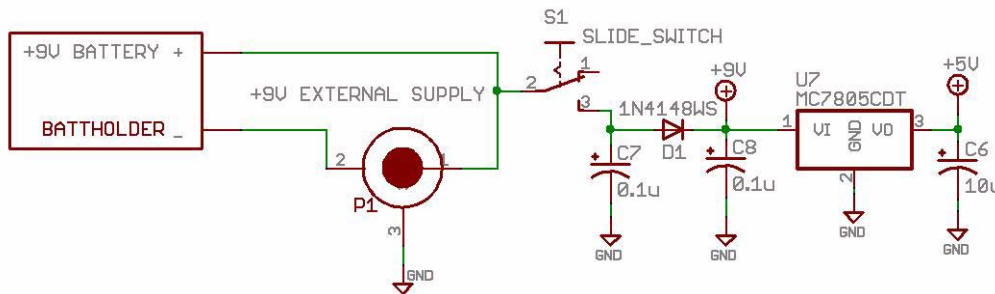 S1
SLIDE_SWITCH
+9V BATTERY +
BATTHOLDER _
+9V EXTERNAL SUPPLY
2
1
3
P1
2
1
3
GND
1N4148WS
D1
+9V
C7
+
0.1u
GND
C8
+
0.1u
GND
U7
MC7805CDT
1
VI
GND
VO
3
2
GND
+5V
C6
+
10u
GND